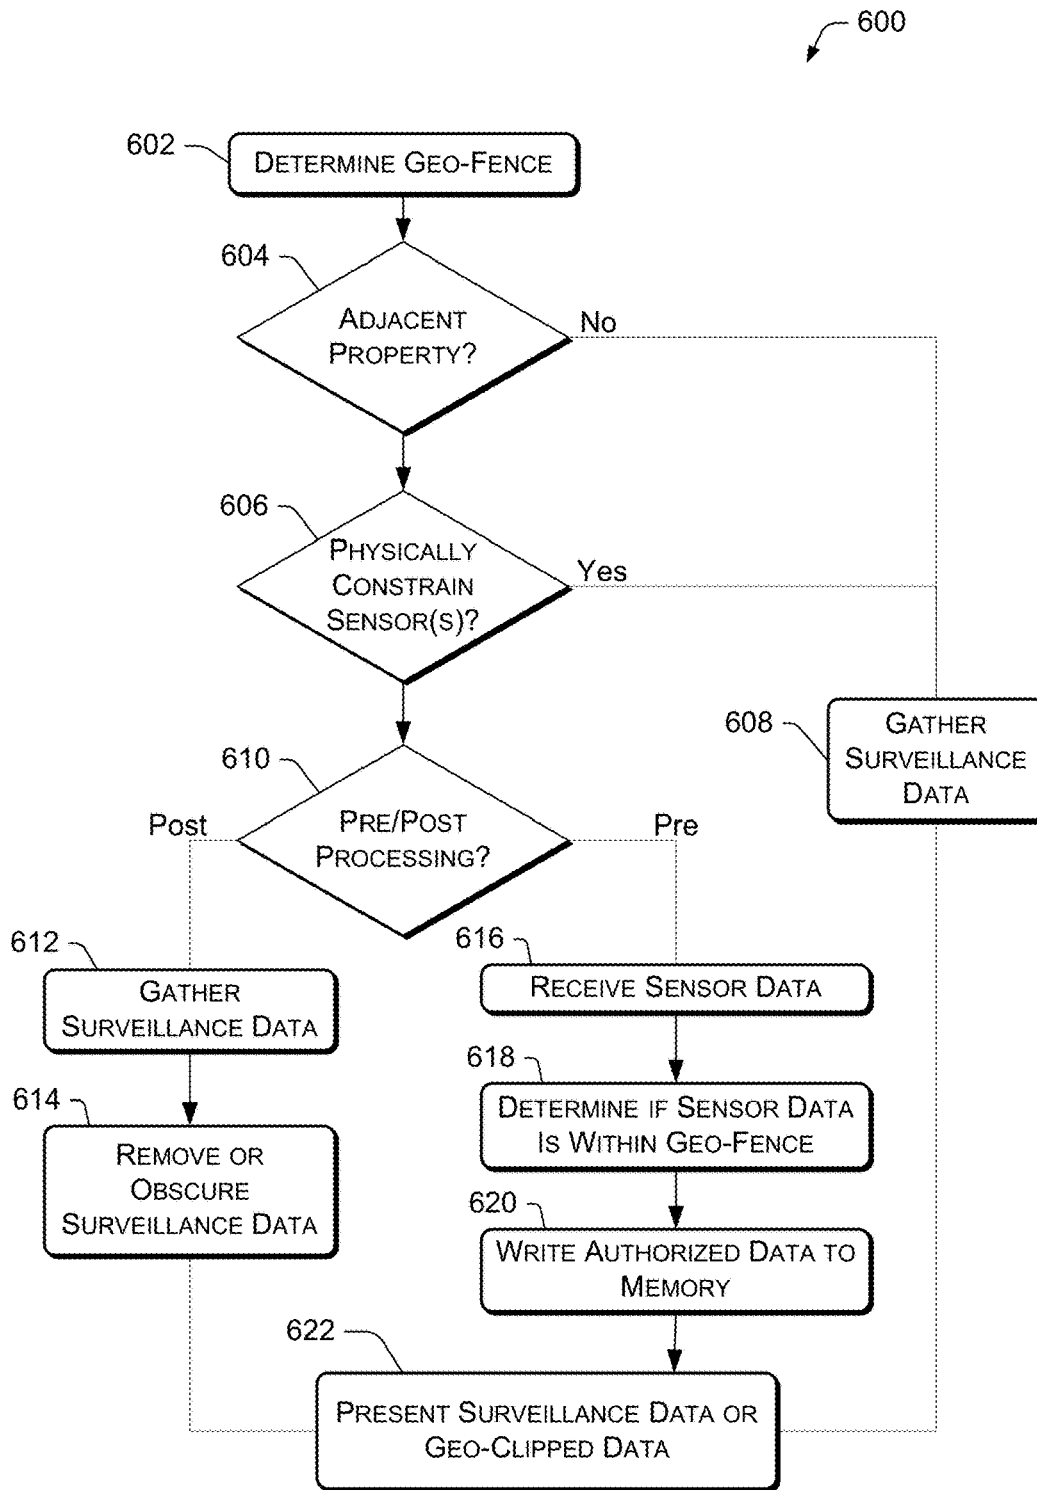 600
602
DETERMINE GEO-FENCE
604
ADJACENT
PROPERTY?
No
606
PHYSICALLY
CONSTRAIN
SENSOR(S)?
Yes
608
GATHER
SURVEILLANCE
DATA
610
PRE/POST
PROCESSING?
Post
Pre
612
GATHER
SURVEILLANCE DATA
614
REMOVE OR
OBSCURE
SURVEILLANCE DATA
616
RECEIVE SENSOR DATA
618
DETERMINE IF SENSOR DATA
IS WITHIN GEO-FENCE
620
WRITE AUTHORIZED DATA TO
MEMORY
622
PRESENT SURVEILLANCE DATA OR
GEO-CLIPPED DATA